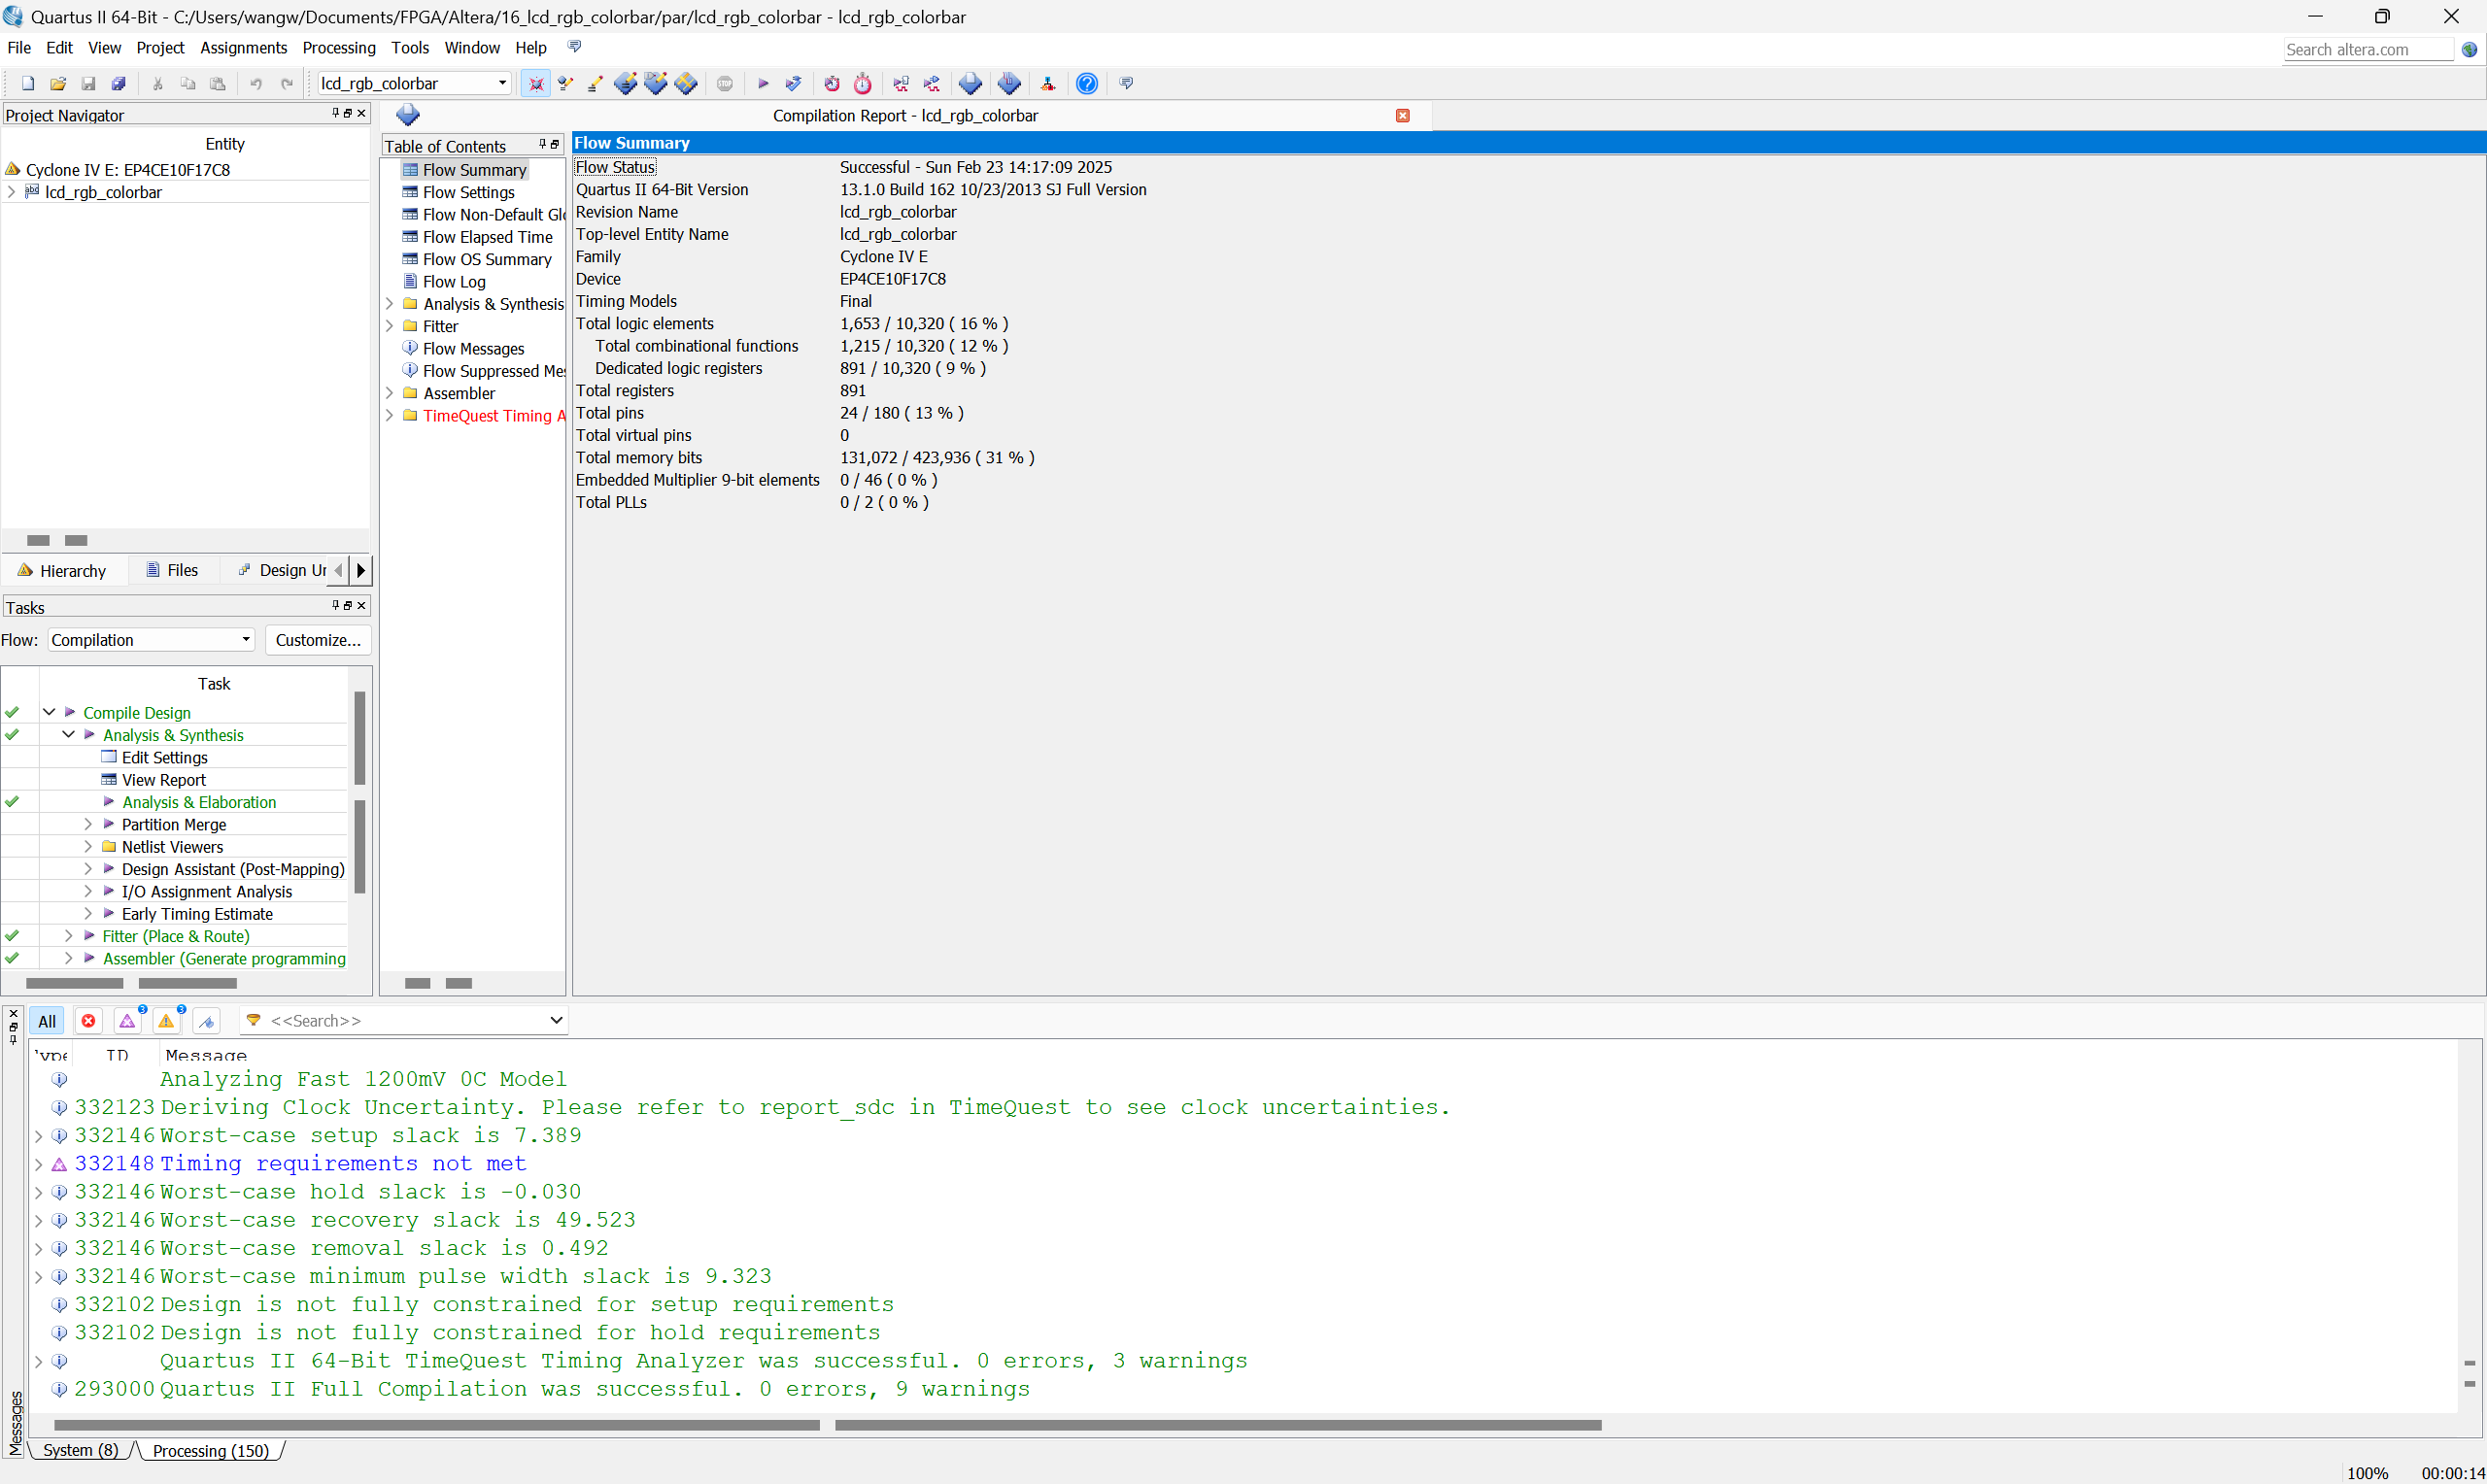 Quartus II 64-Bit - C:/Users/wangw/Documents/FPGA/Altera/16_lcd_rgb_colorbar/par/lcd_rgb_colorbar - lcd_rgb_colorbar
File Edit View Project Assignments Processing Tools Window Help
Search altera.com
lcd_rgb_colorbar
STOP
Project Navigator
Entity
Cyclone IV E: EP4CE10F17C8
abd lcd_rgb_colorbar
Hierarchy Files Design Un
Tasks
Flow: Compilation Customize...
Task
Compile Design
Analysis & Synthesis
Edit Settings
View Report
Analysis & Elaboration
Partition Merge
Netlist Viewers
Design Assistant (Post-Mapping)
I/O Assignment Analysis
Early Timing Estimate
Fitter (Place & Route)
Assembler (Generate programming
Compilation Report - lcd_rgb_colorbar
Table of Contents
Flow Summary
Flow Settings
Flow Non-Default Glo
Flow Elapsed Time
Flow OS Summary
Flow Log
Analysis & Synthesis
Fitter
Flow Messages
Flow Suppressed Mes
Assembler
TimeQuest Timing A
Flow Summary
Flow Status Successful - Sun Feb 23 14:17:09 2025
Quartus II 64-Bit Version 13.1.0 Build 162 10/23/2013 SJ Full Version
Revision Name lcd_rgb_colorbar
Top-level Entity Name lcd_rgb_colorbar
Family Cyclone IV E
Device EP4CE10F17C8
Timing Models Final
Total logic elements 1,653 / 10,320 ( 16 % )
Total combinational functions 1,215 / 10,320 ( 12 % )
Dedicated logic registers 891 / 10,320 ( 9 % )
Total registers 891
Total pins 24 / 180 ( 13 % )
Total virtual pins 0
Total memory bits 131,072 / 423,936 ( 31 % )
Embedded Multiplier 9-bit elements 0 / 46 ( 0 % )
Total PLLs 0 / 2 ( 0 % )
All 3 3 <<Search>>
Type ID Message
Analyzing Fast 1200mV 0C Model
332123 Deriving Clock Uncertainty. Please refer to report_sdc in TimeQuest to see clock uncertainties.
332146 Worst-case setup slack is 7.389
332148 Timing requirements not met
332146 Worst-case hold slack is -0.030
332146 Worst-case recovery slack is 49.523
332146 Worst-case removal slack is 0.492
332146 Worst-case minimum pulse width slack is 9.323
332102 Design is not fully constrained for setup requirements
332102 Design is not fully constrained for hold requirements
Quartus II 64-Bit TimeQuest Timing Analyzer was successful. 0 errors, 3 warnings
293000 Quartus II Full Compilation was successful. 0 errors, 9 warnings
Messages
System (8) Processing (150)
100% 00:00:14